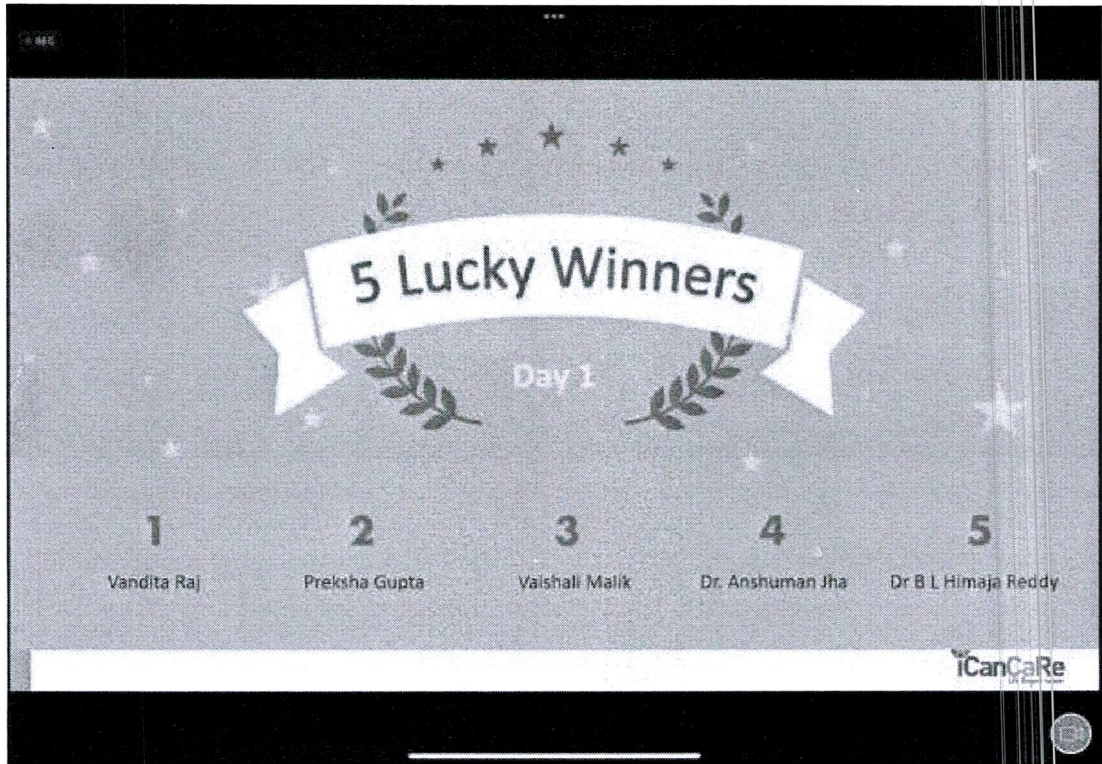 5 Lucky Winners
Day 1
1 2 3 4 5
Vandita Raj Preksha Gupta Vaishali Malik Dr. Anshuman Jha Dr B L Himaja Reddy
iCanCaRe